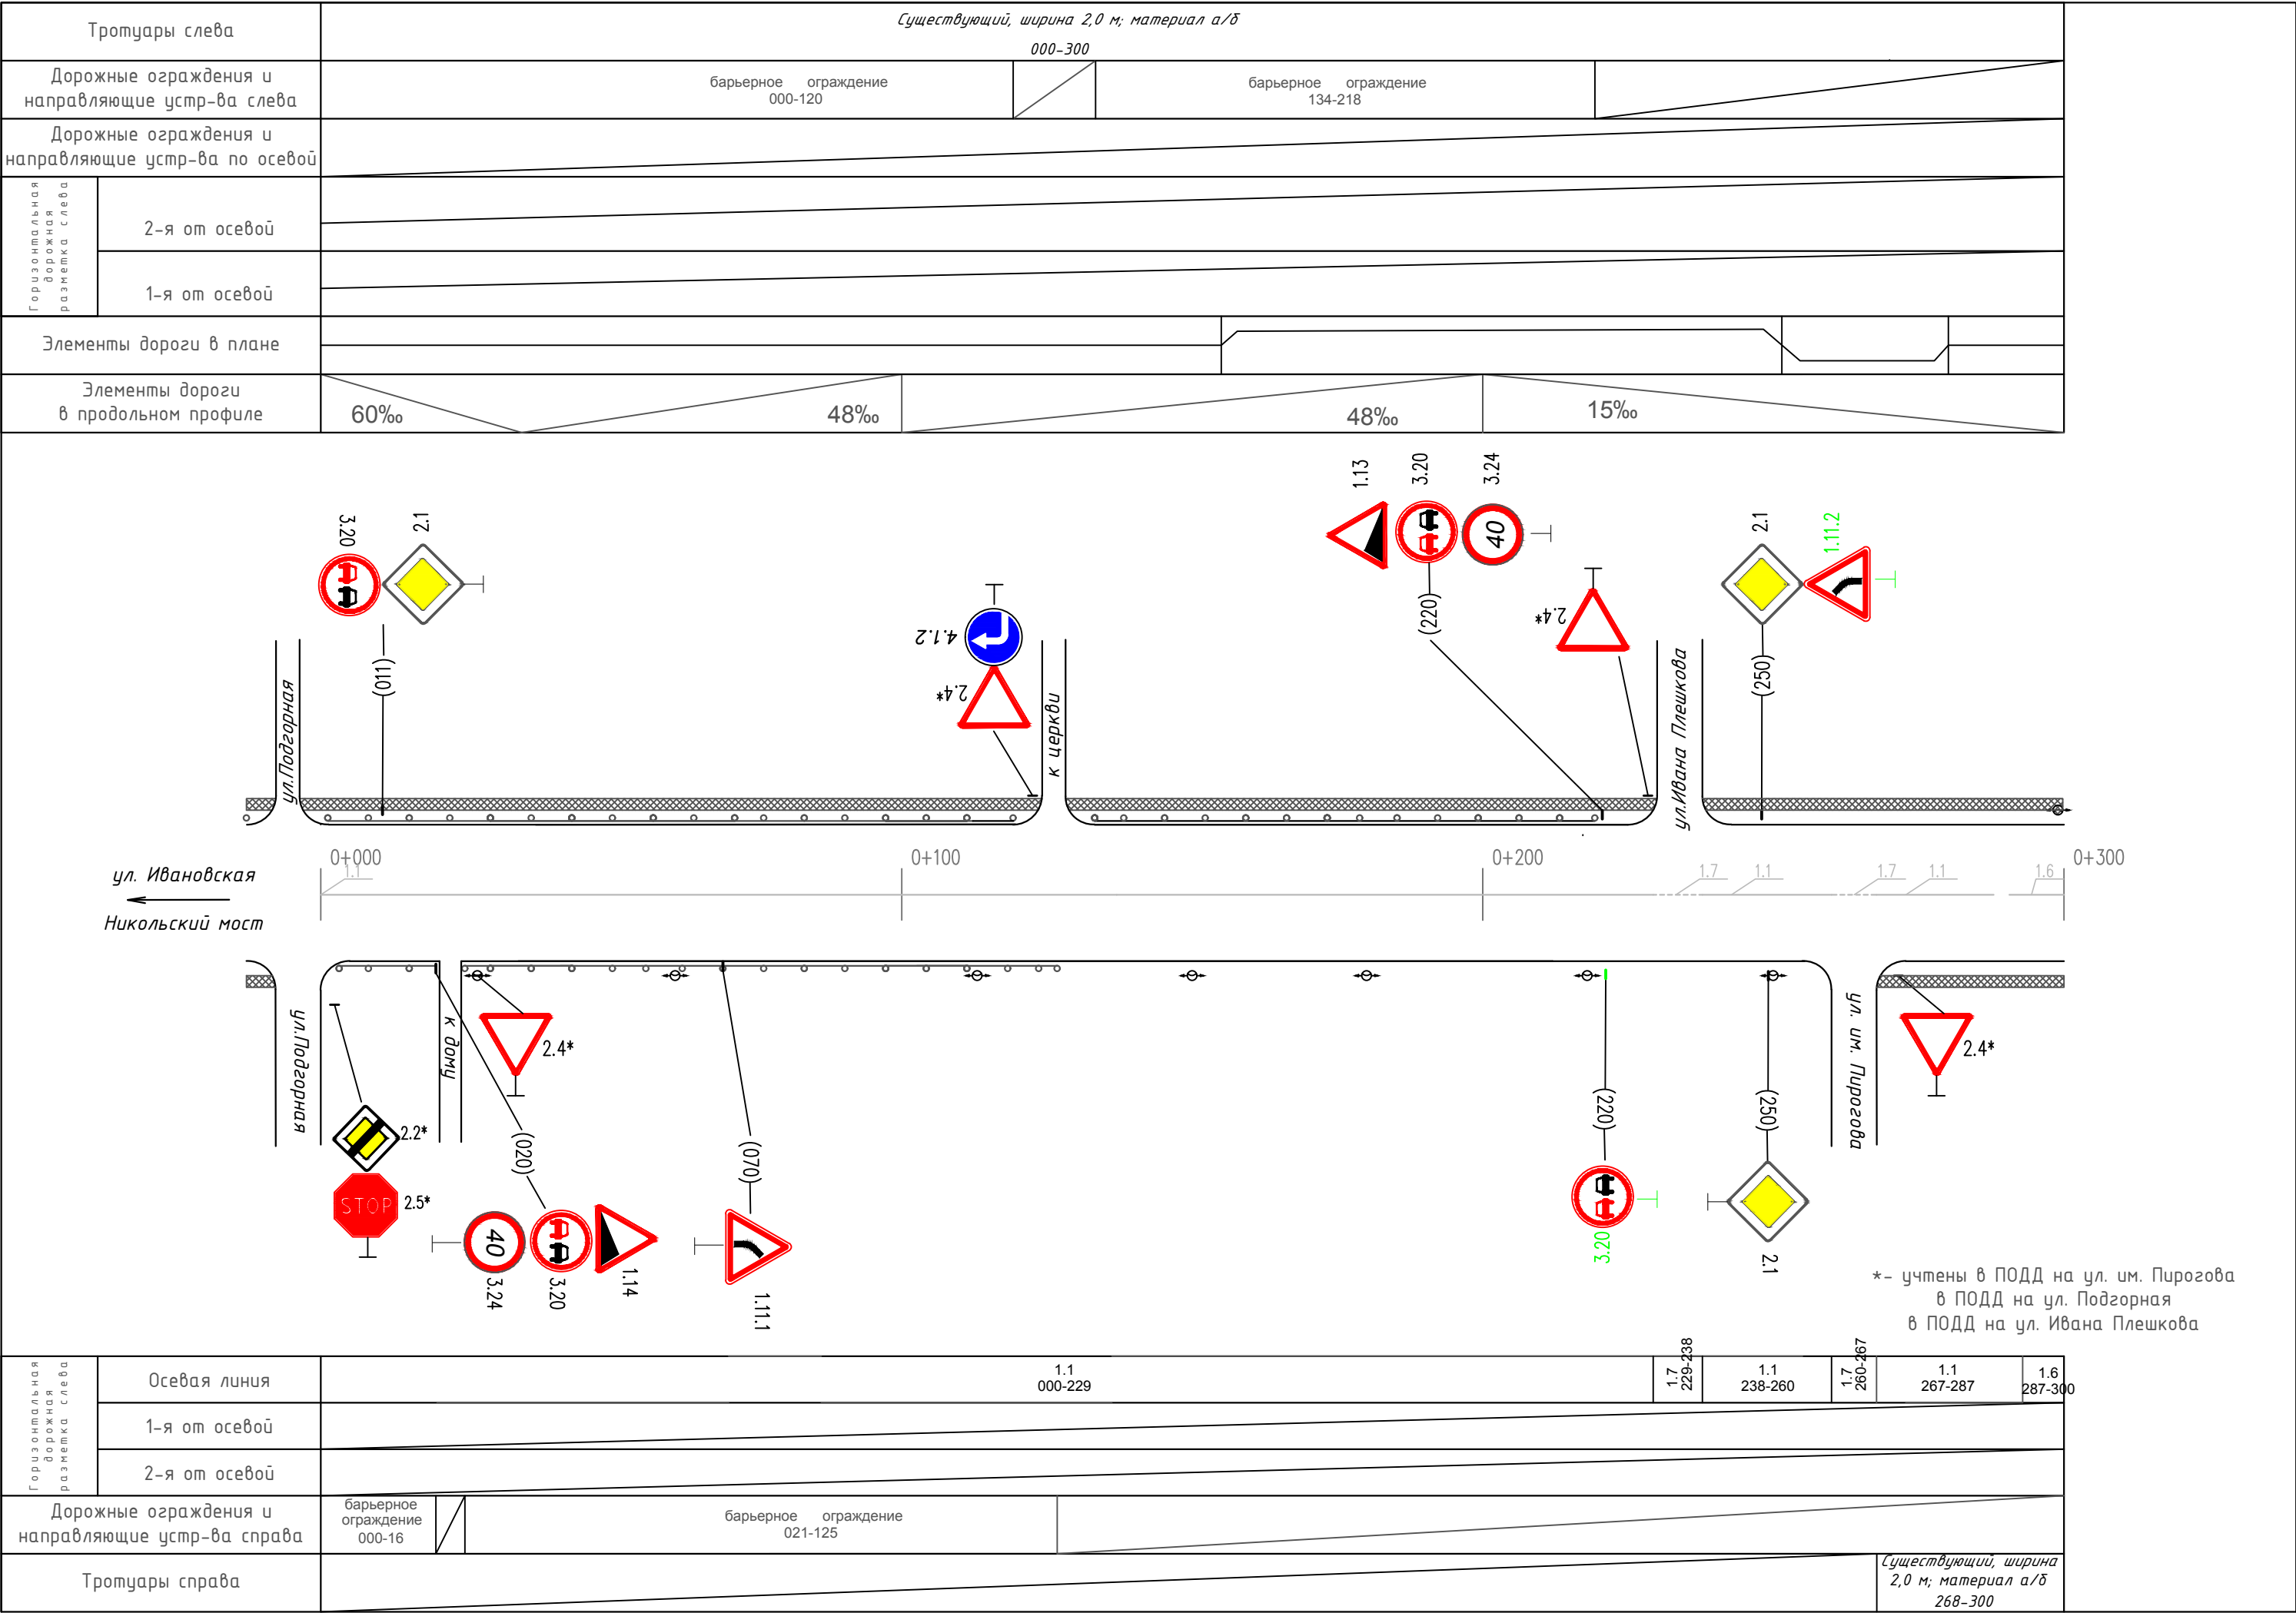 Тротуары слева
Существующий, ширина 2,0 м; материал а/б
000-300
Дорожные ограждения и
направляющие устр-ва слева
барьерное ограждение
000-120
барьерное ограждение
134-218
Дорожные ограждения и
направляющие устр-ва по осевой
Горизонтальная
дорожная
разметка слева
2-я от осевой
1-я от осевой
Элементы дороги в плане
Элементы дороги
в продольном профиле
60‰
48‰
48‰
15‰
3.20
2.1
(011)
4.1.2
2.4*
1.13
3.20
3.24
40
(220)
2.4*
2.1
1.11.2
(250)
ул.Подгорная
к церкви
ул.Ивана Плешкова
0+000
0+100
0+200
0+300
1.1
1.7
1.1
1.7
1.1
1.6
ул. Ивановская
Никольский мост
ул.Подгорная
к дому
ул. им. Пирогова
2.2*
STOP
2.5*
2.4*
(020)
40
3.24
3.20
1.14
(070)
1.11.1
(220)
3.20
(250)
2.1
2.4*
*- учтены в ПОДД на ул. им. Пирогова
в ПОДД на ул. Подгорная
в ПОДД на ул. Ивана Плешкова
Горизонтальная
дорожная
разметка слева
Осевая линия
1.1
000-229
1.7
229-238
1.1
238-260
1.7
260-267
1.1
267-287
1.6
287-300
1-я от осевой
2-я от осевой
Дорожные ограждения и
направляющие устр-ва справа
барьерное
ограждение
000-16
барьерное ограждение
021-125
Тротуары справа
Существующий, ширина
2,0 м; материал а/б
268-300